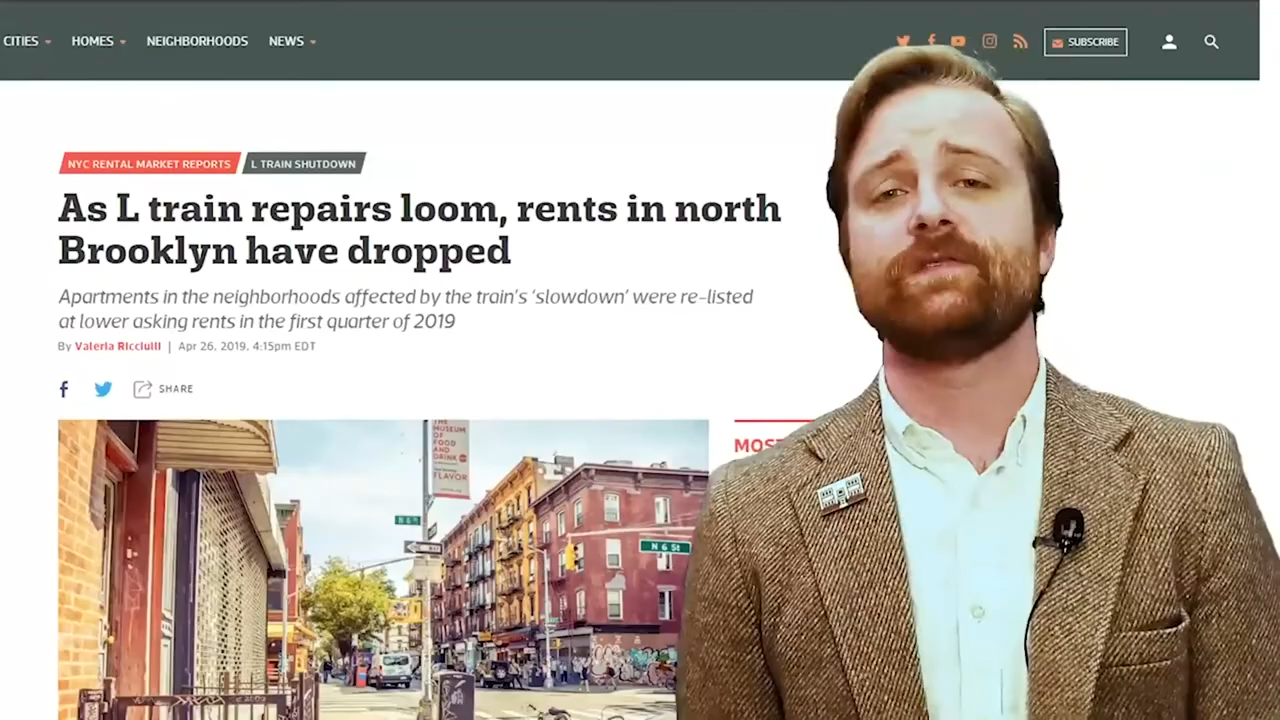 CITIES HOMES NEIGHBORHOODS NEWS SUBSCRIBE
NYC RENTAL MARKET REPORTS L TRAIN SHUTDOWN
As L train repairs loom, rents in north
Brooklyn have dropped
Apartments in the neighborhoods affected by the train's 'slowdown' were re-listed
at lower asking rents in the first quarter of 2019
By Valeria Ricciulli | Apr 26, 2019, 4:15pm EDT
SHARE
THE
MUSEUM
OF
FOOD
AND
DRINK
FLAVOR
MOST
N 6 St